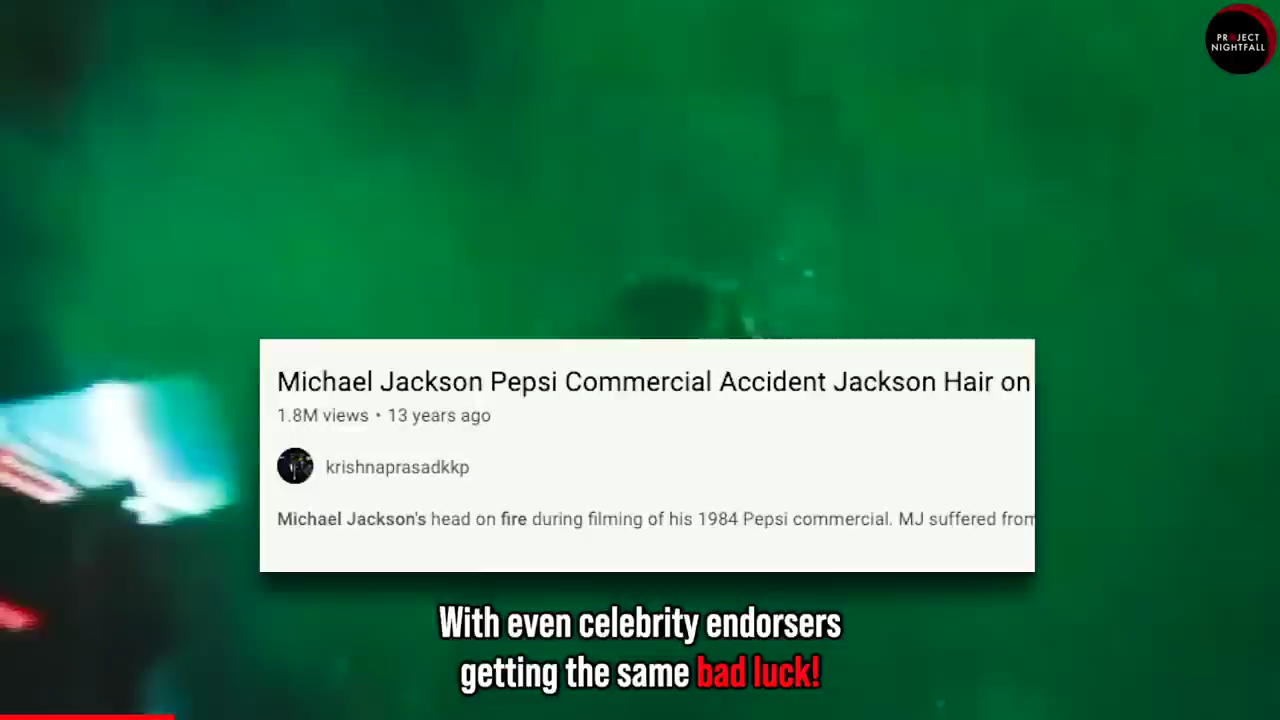 PROJECT
NIGHTFALL
Michael Jackson Pepsi Commercial Accident Jackson Hair on
1.8M views • 13 years ago
krishnaprasadkkp
Michael Jackson's head on fire during filming of his 1984 Pepsi commercial. MJ suffered from
With even celebrity endorsers
getting the same bad luck!